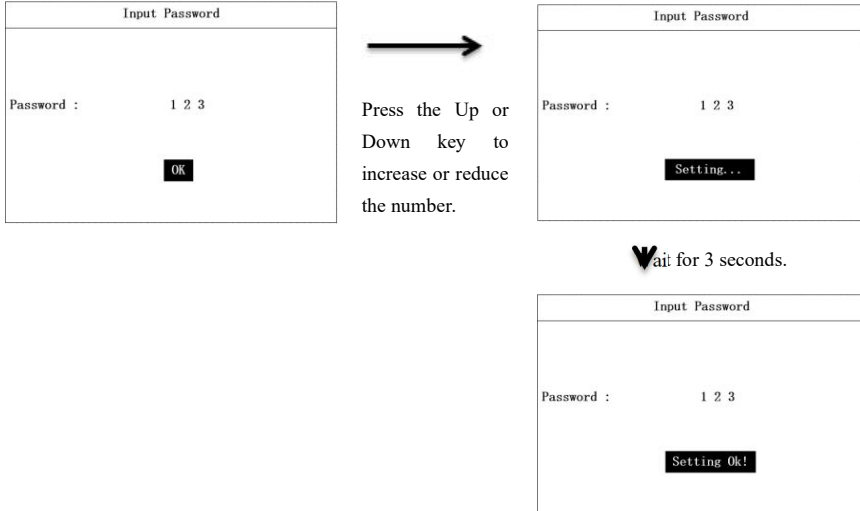 Input Password
Password : 1 2 3
OK
Press the Up or
Down key to
increase or reduce
the number.
Input Password
Password : 1 2 3
Setting...
Wait for 3 seconds.
Input Password
Password : 1 2 3
Setting Ok!